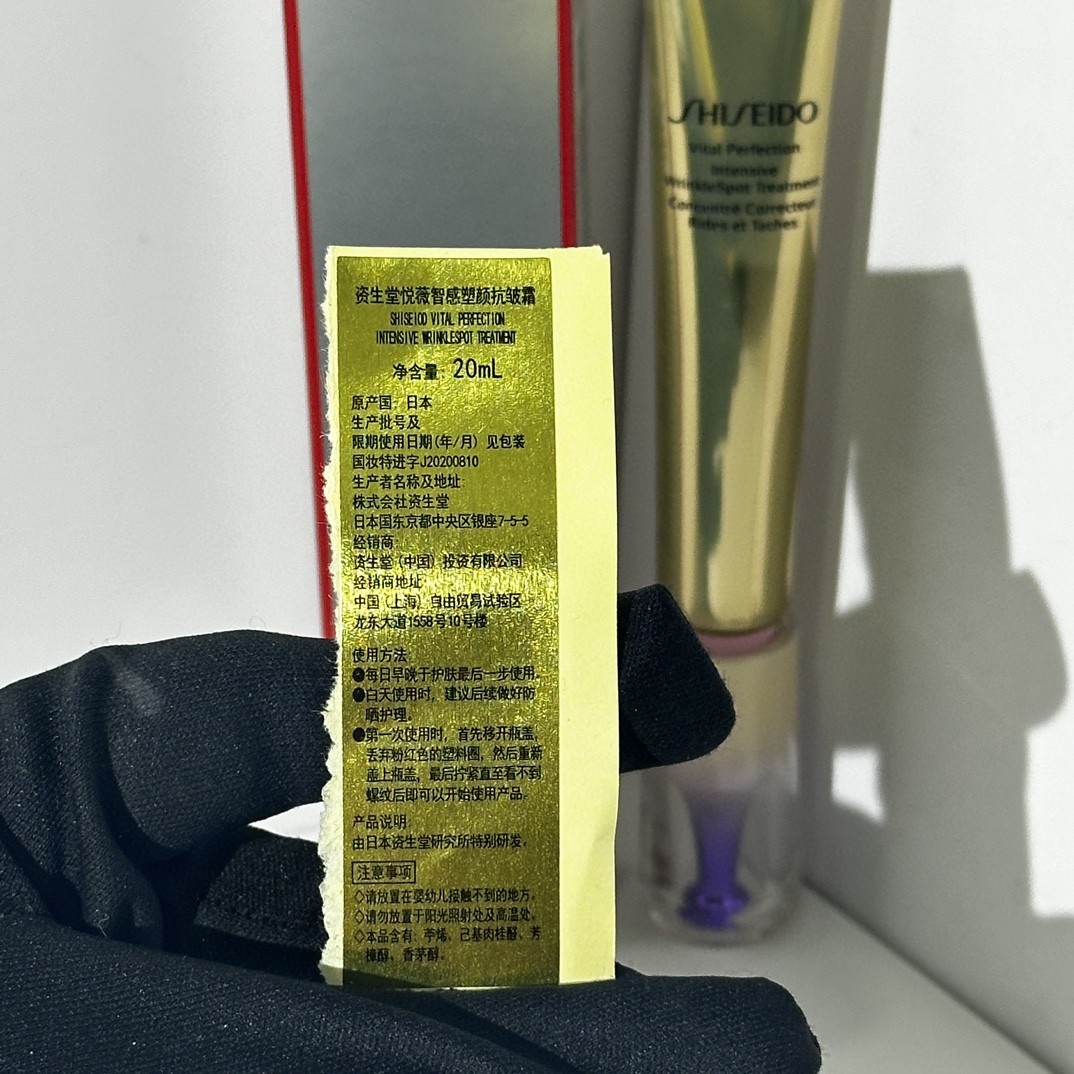 SHISEIDO
Vital Perfection
Intensive
WrinkleSpot Treatment
Concentré Correcteur
Rides et Taches
资生堂悦薇智感塑颜抗皱霜
SHISEIDO VITAL PERFECTION
INTENSIVE WRINKLESPOT TREATMENT
净含量: 20mL
原产国: 日本
生产批号及
限期使用日期(年/月) 见包装
国妆特进字J20200810
生产者名称及地址:
株式会社资生堂
日本国东京都中央区银座7-5-5
经销商:
资生堂（中国）投资有限公司
经销商地址:
中国（上海）自由贸易试验区
龙东大道1558号10号楼
使用方法:
●每日早晚于护肤最后一步使用。
●白天使用时，建议后续做好防
晒护理。
●第一次使用时，首先移开瓶盖，
丢弃粉红色的塑料圈，然后重新
盖上瓶盖，最后拧紧直至看不到
螺纹后即可以开始使用产品。
产品说明:
由日本资生堂研究所特别研发。
注意事项
◇请放置在婴幼儿接触不到的地方。
◇请勿放置于阳光照射处及高温处。
◇本品含有: 苧烯、己基肉桂醛、芳
樟醇、香茅醇。